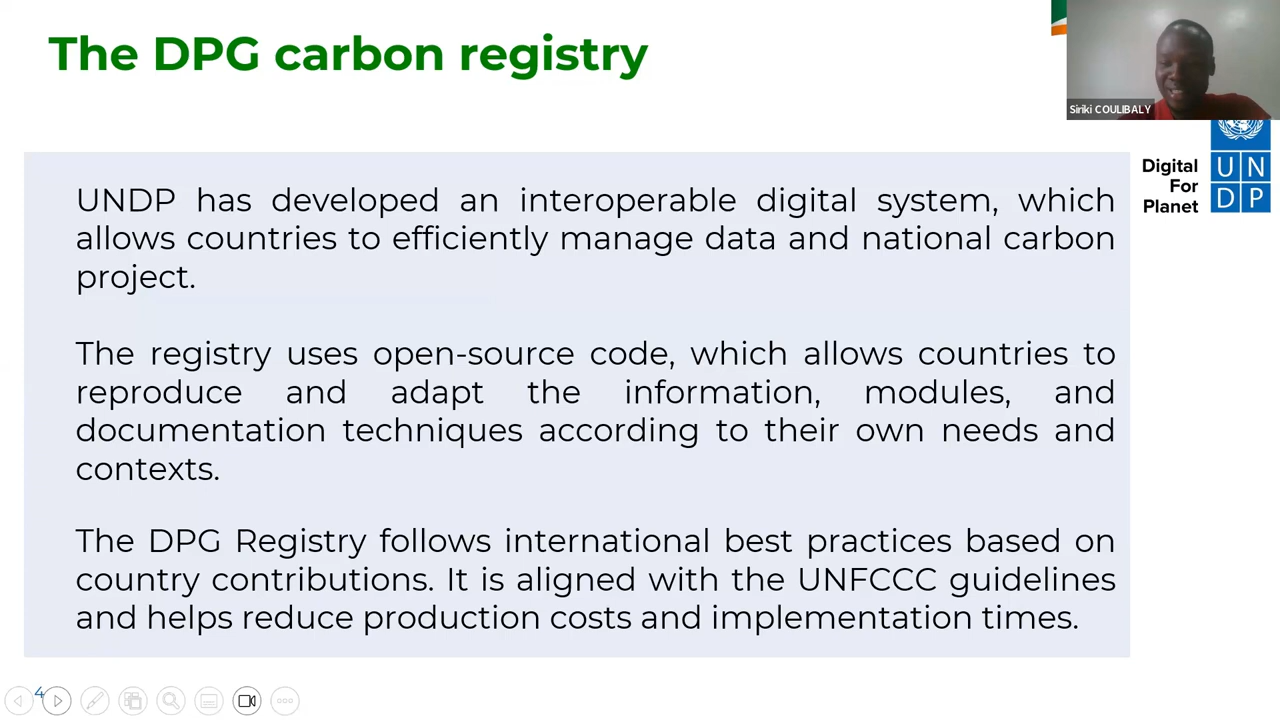 The DPG carbon registry
Siriki COULIBALY
Digital
For
Planet
U N
D P
UNDP has developed an interoperable digital system, which
allows countries to efficiently manage data and national carbon
project.
The registry uses open-source code, which allows countries to
reproduce and adapt the information, modules, and
documentation techniques according to their own needs and
contexts.
The DPG Registry follows international best practices based on
country contributions. It is aligned with the UNFCCC guidelines
and helps reduce production costs and implementation times.
4